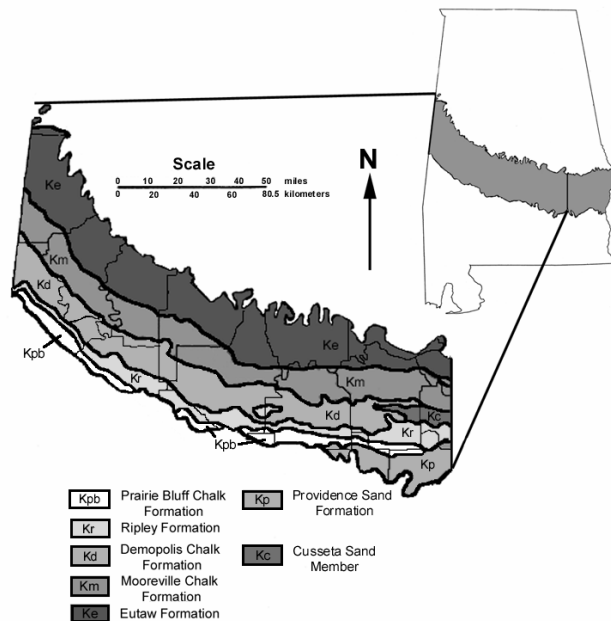 Scale
0 10 20 30 40 50 miles
0 20 40 60 80.5 kilometers
N
Ke
Km
Kd
Kpb
Kr
Ke
Km
Kc
Kd
Kr
Kpb
Kp
Kpb Prairie Bluff Chalk
Formation
Kr Ripley Formation
Kd Demopolis Chalk
Formation
Km Mooreville Chalk
Formation
Ke Eutaw Formation
Kp Providence Sand
Formation
Kc Cusseta Sand
Member